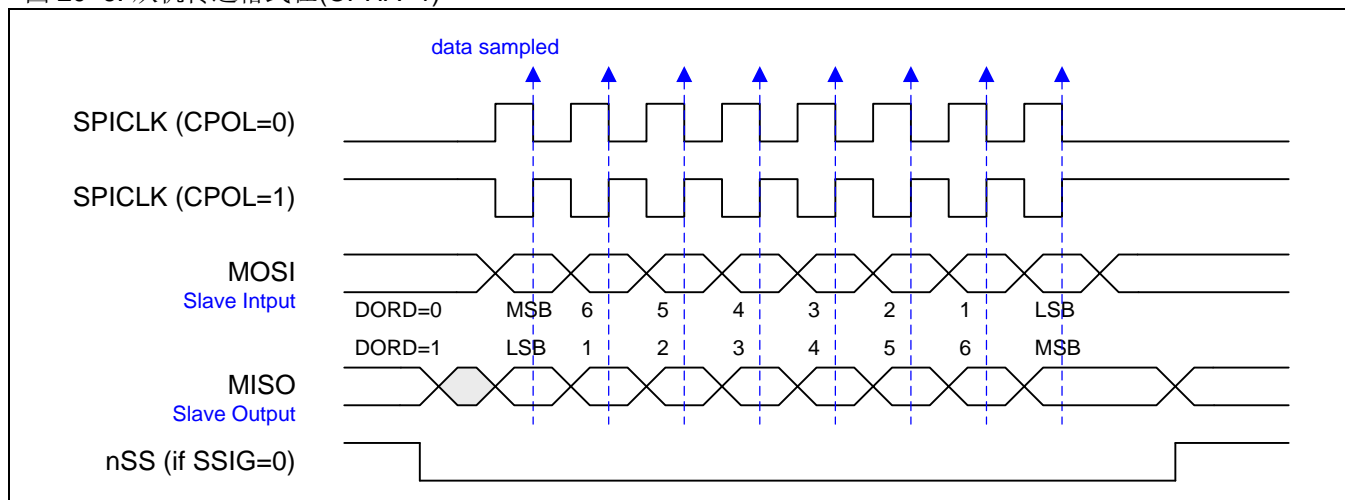 data sampled
SPICLK (CPOL=0)
SPICLK (CPOL=1)
MOSI
Slave Intput
DORD=0 MSB 6 5 4 3 2 1 LSB
DORD=1 LSB 1 2 3 4 5 6 MSB
MISO
Slave Output
nSS (if SSIG=0)